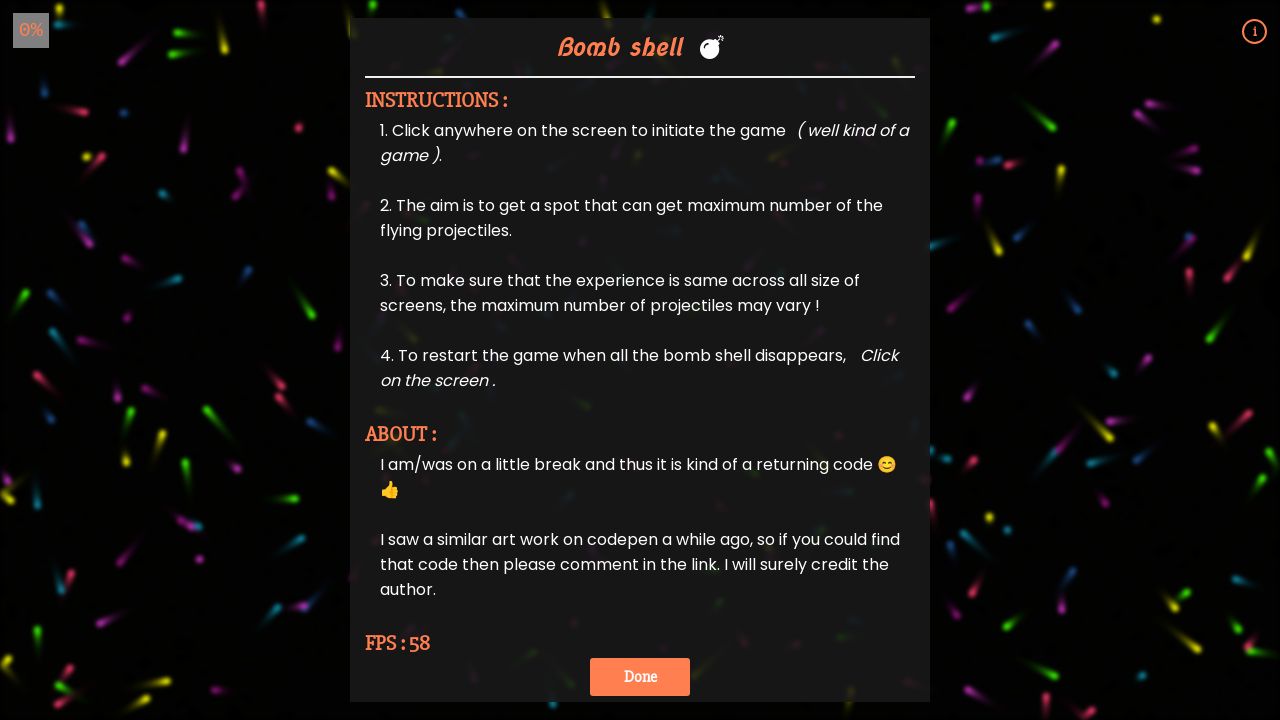 0%
i
Bomb shell 💣
INSTRUCTIONS :
1. Click anywhere on the screen to initiate the game ( well kind of a
game ).
2. The aim is to get a spot that can get maximum number of the
flying projectiles.
3. To make sure that the experience is same across all size of
screens, the maximum number of projectiles may vary !
4. To restart the game when all the bomb shell disappears, Click
on the screen .
ABOUT :
I am/was on a little break and thus it is kind of a returning code 😊
👍
I saw a similar art work on codepen a while ago, so if you could find
that code then please comment in the link. I will surely credit the
author.
FPS : 58
Done